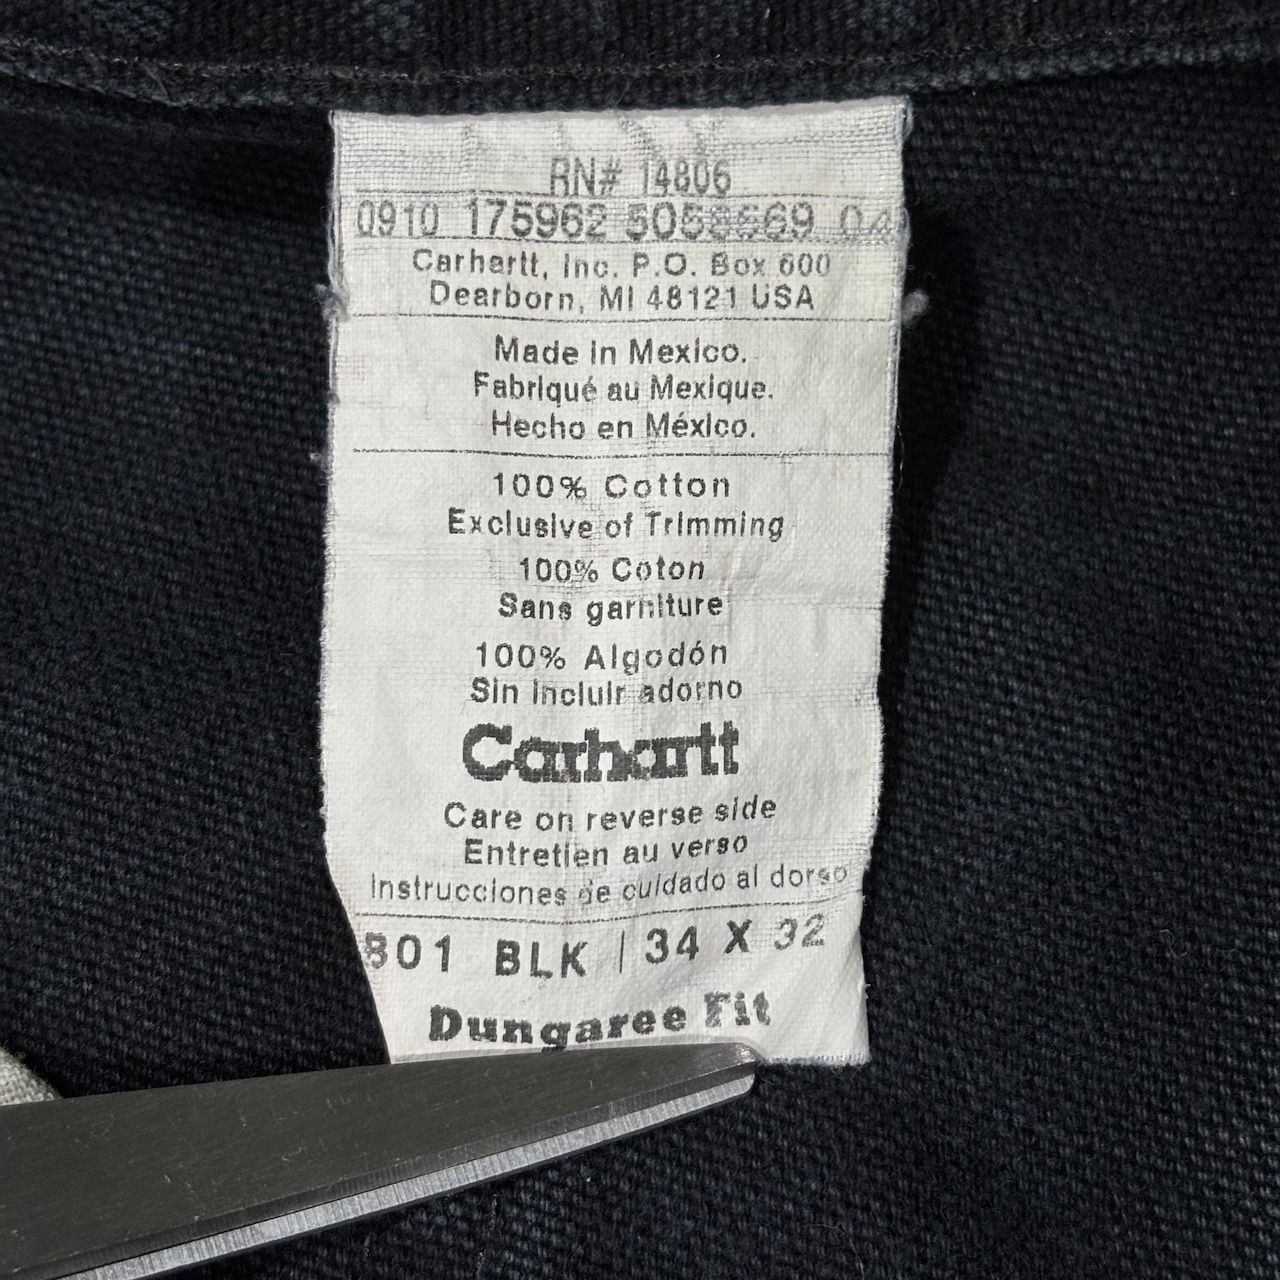 RN# 14806
0910 175962 04
Carhartt, Inc. P.O. Box 600
Dearborn, MI 48121 USA
Made in Mexico.
Fabriqué au Mexique.
Hecho en México.
100% Cotton
Exclusive of Trimming
100% Coton
Sans garniture
100% Algodón
Sin incluir adorno
Carhartt
Care on reverse side
Entretien au verso
Instrucciones de cuidado al dorso
BLK | 34 X 32
Dungaree Fit